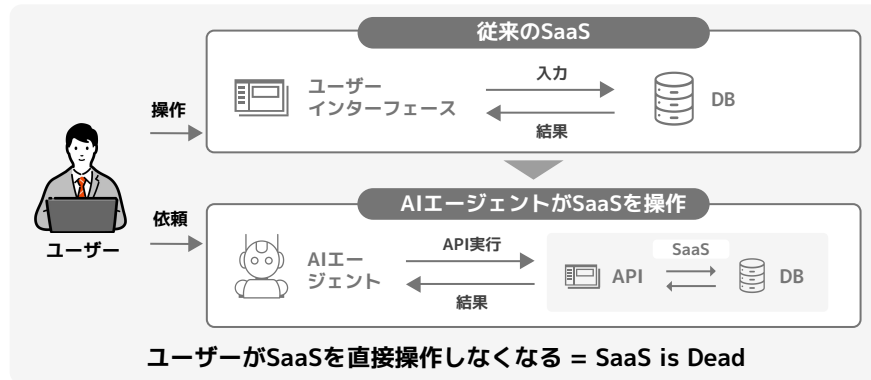 従来のSaaS
ユーザー
インターフェース
入力
結果
DB
操作
AIエージェントがSaaSを操作
依頼
ユーザー
AIエー
ジェント
API実行
結果
SaaS
API
DB
ユーザーがSaaSを直接操作しなくなる = SaaS is Dead